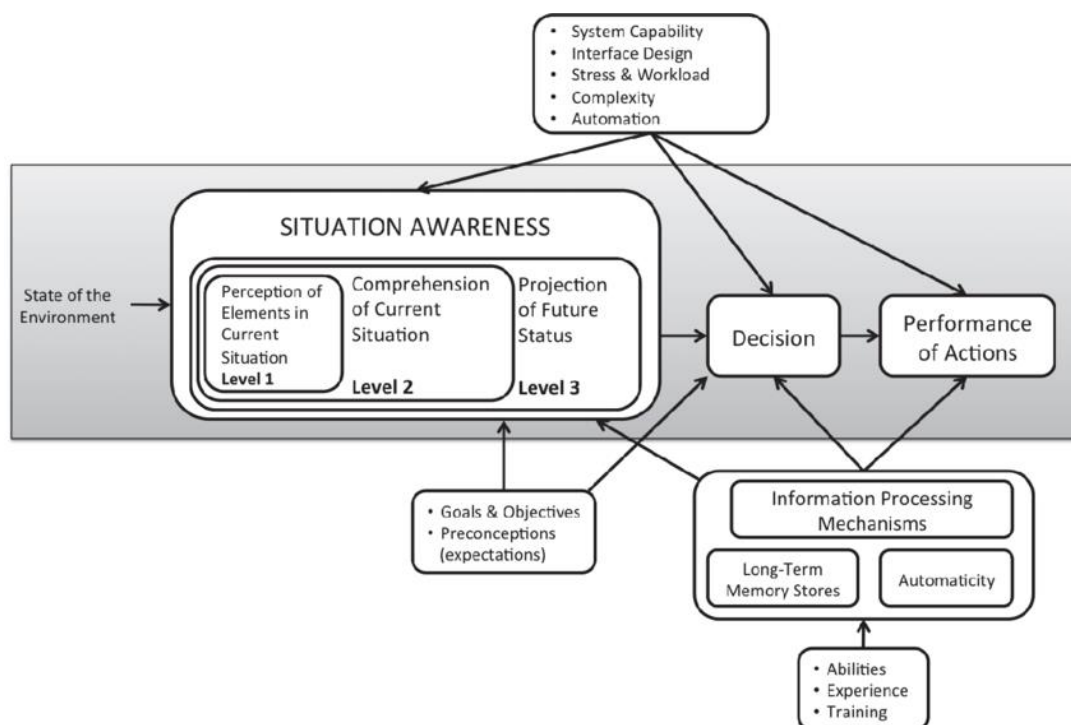 • System Capability
• Interface Design
• Stress & Workload
• Complexity
• Automation
SITUATION AWARENESS
State of the
Environment
Perception of
Elements in
Current
Situation
Level 1
Comprehension
of Current
Situation
Level 2
Projection
of Future
Status
Level 3
Decision
Performance
of Actions
• Goals & Objectives
• Preconceptions
(expectations)
Information Processing
Mechanisms
Long-Term
Memory Stores
Automaticity
• Abilities
• Experience
• Training